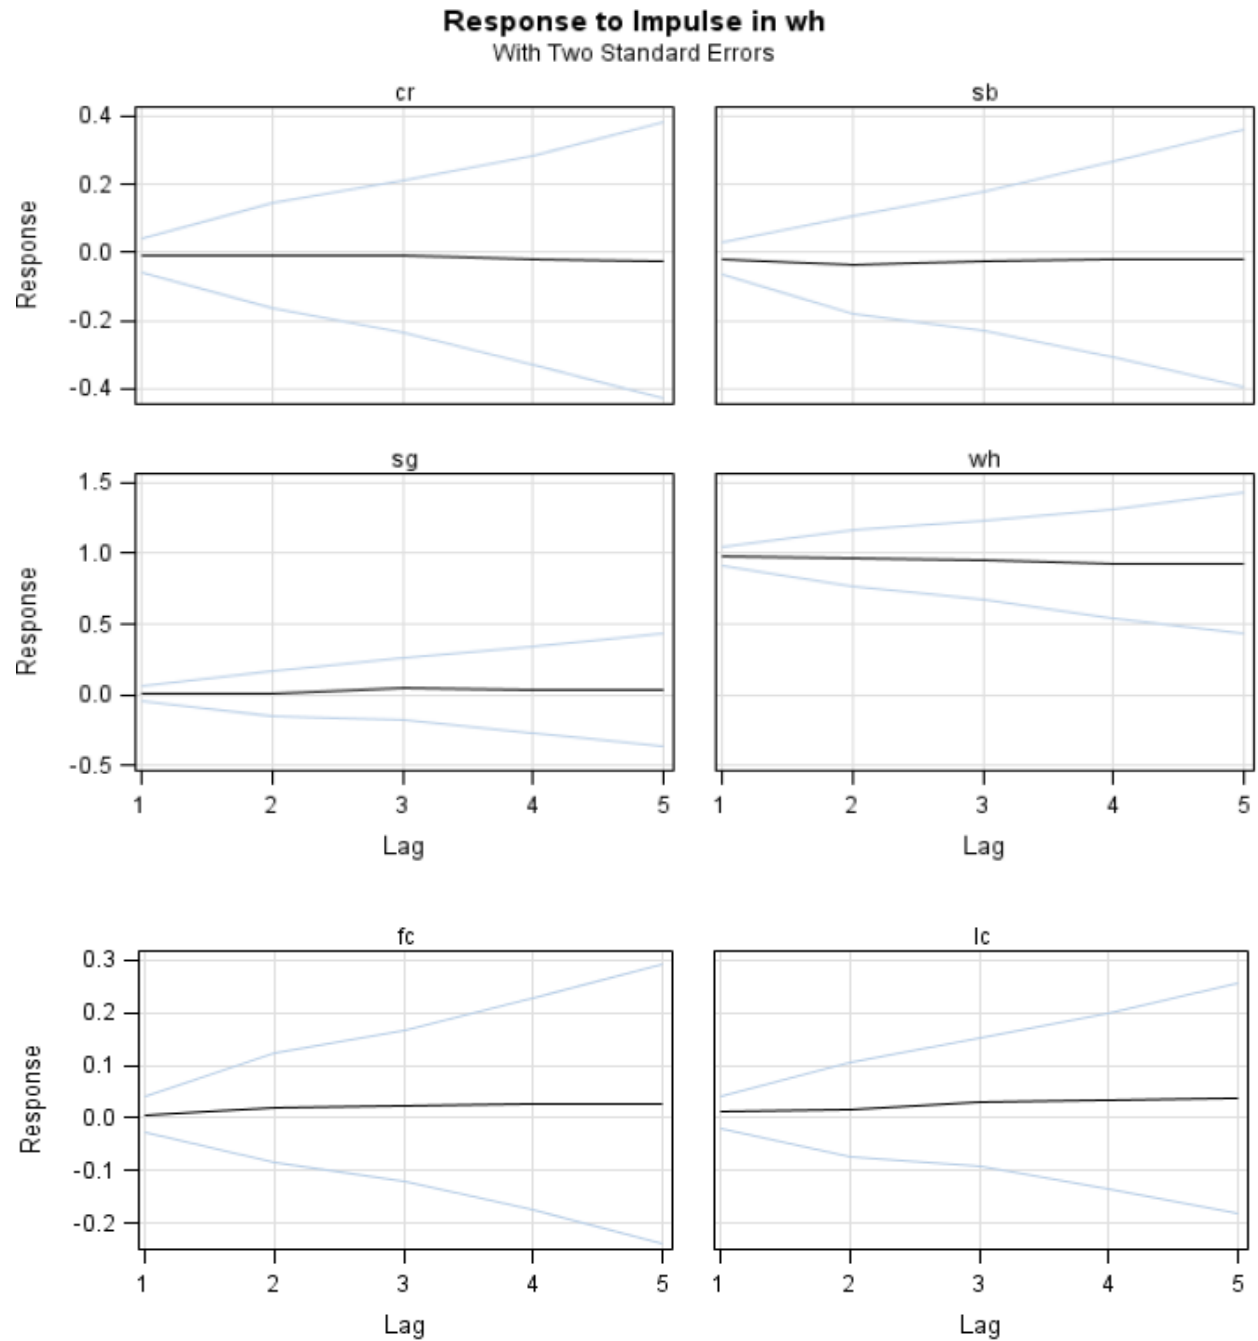 Response to Impulse in wh
With Two Standard Errors
cr
sb
Response
0.4
0.2
0.0
-0.2
-0.4
sg
wh
Response
1.5
1.0
0.5
0.0
-0.5
1 2 3 4 5
1 2 3 4 5
Lag
Lag
fc
lc
Response
0.3
0.2
0.1
0.0
-0.1
-0.2
1 2 3 4 5
1 2 3 4 5
Lag
Lag